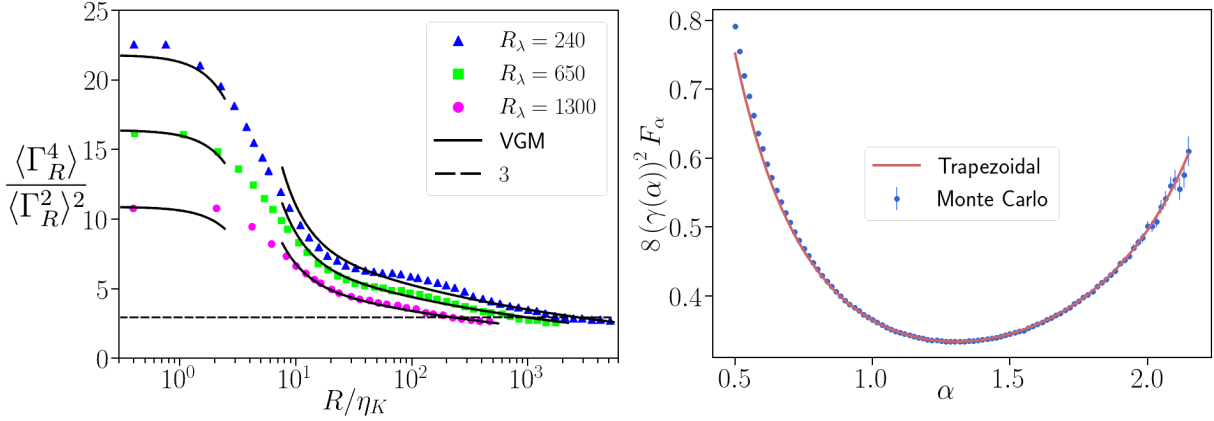 25
20
15
10
5
0
⟨Γ_R^4⟩
⟨Γ_R^2⟩^2
R_λ = 240
R_λ = 650
R_λ = 1300
VGM
3
10^0
10^1
10^2
10^3
R/η_K
0.8
0.7
0.6
0.5
0.4
8(γ(α))^2 F_α
Trapezoidal
Monte Carlo
0.5
1.0
1.5
2.0
α